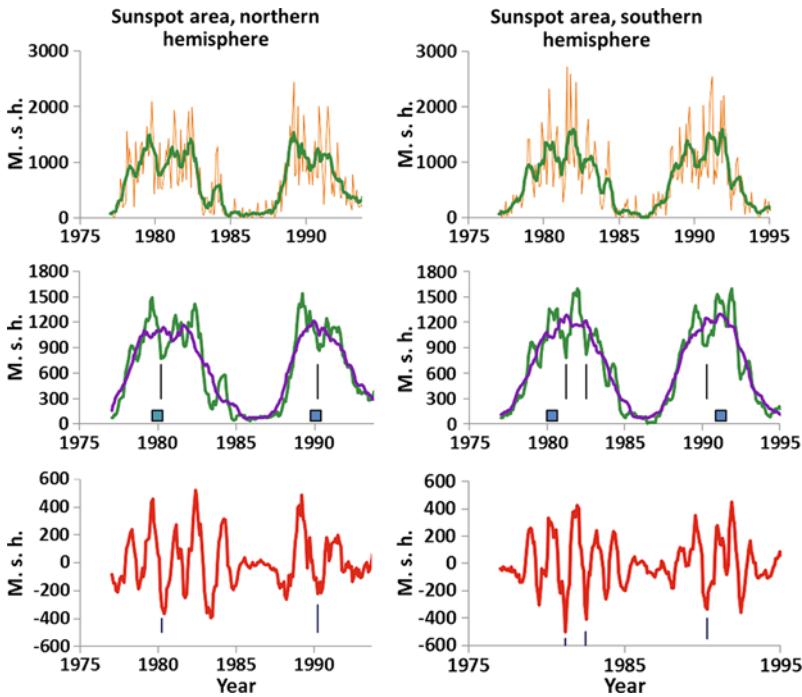 Sunspot area, northern
hemisphere
Sunspot area, southern
hemisphere
M. .s .h.
3000
2000
1000
0
1975 1980 1985 1990
M. s. h.
3000
2000
1000
0
1975 1980 1985 1990 1995
M. s. h.
1800
1500
1200
900
600
300
0
1975 1980 1985 1990
M. s. h.
1800
1500
1200
900
600
300
0
1975 1980 1985 1990 1995
M. s. h.
600
400
200
0
-200
-400
-600
1975 1980 1985 1990
Year
M. s. h.
600
400
200
0
-200
-400
-600
1975 1985 1995
Year